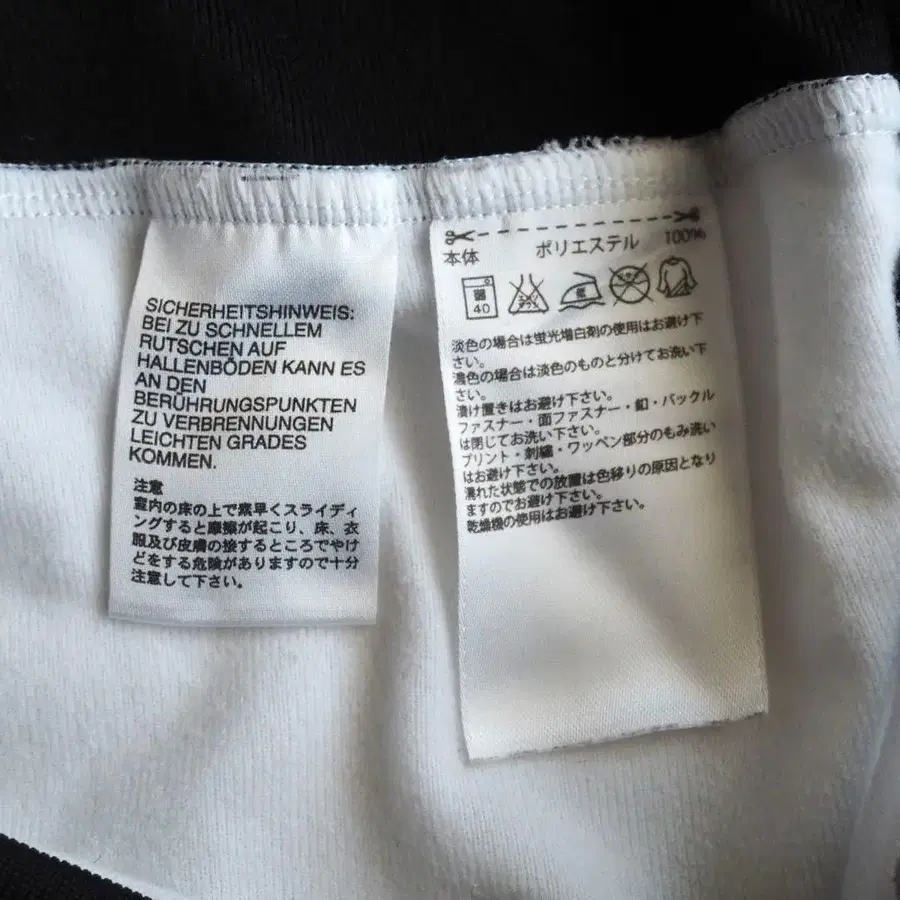 SICHERHEITSHINWEIS:
BEI ZU SCHNELLEM
RUTSCHEN AUF
HALLENBÖDEN KANN ES
AN DEN
BERÜHRUNGSPUNKTEN
ZU VERBRENNUNGEN
LEICHTEN GRADES
KOMMEN.
注意
室内の床の上で素早くスライディ
ングすると摩擦が起こり、床、衣
服及び皮膚の接するところでやけ
どをする危険がありますので十分
注意して下さい。
本体 ポリエステル 100%
40 エンソサラシ 低
淡色の場合は蛍光増白剤の使用はお避け下
さい。
濃色の場合は淡色のものと分けてお洗い下
さい。
漬け置きはお避け下さい。
ファスナー・面ファスナー・釦・バックル
は閉じてお洗い下さい。
プリント・刺繍・ワッペン部分のもみ洗い
はお避け下さい。
濡れた状態での放置は色移りの原因となり
ますのでお避け下さい。
乾燥機の使用はお避け下さい。